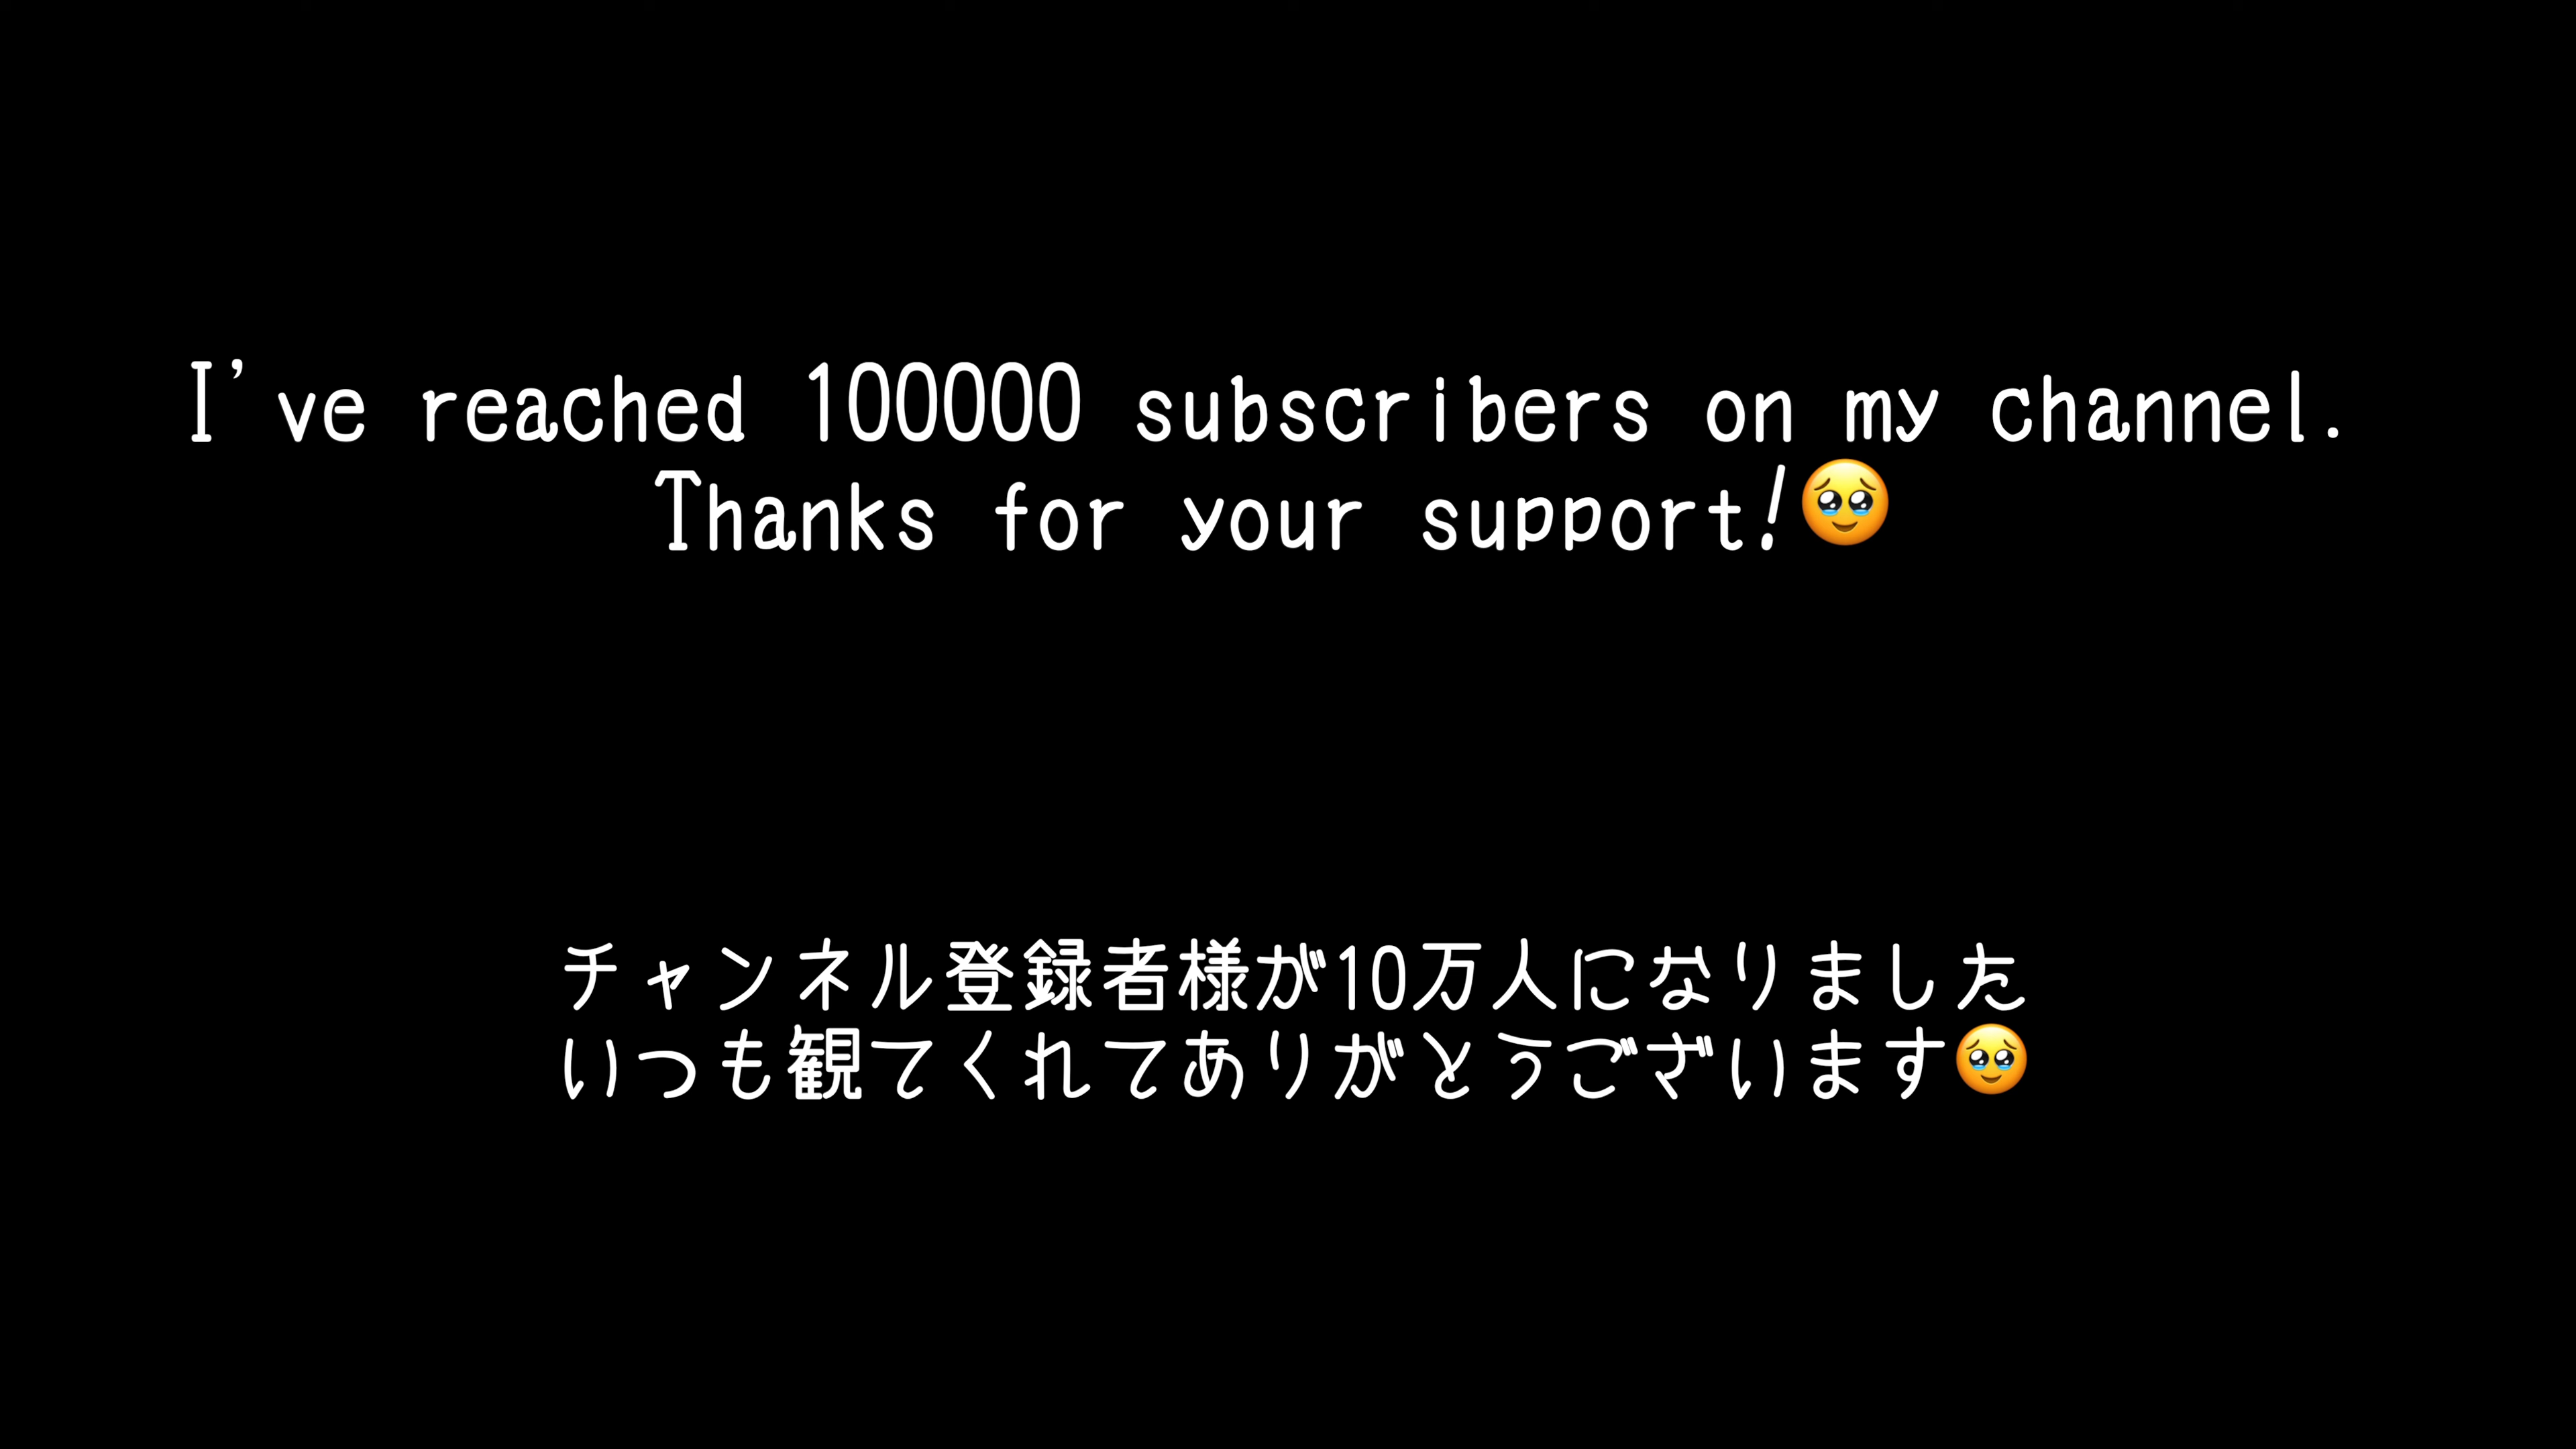 I've reached 100000 subscribers on my channel.
Thanks for your support!🥹
チャンネル登録者様が10万人になりました
いつも観てくれてありがとうございます🥹